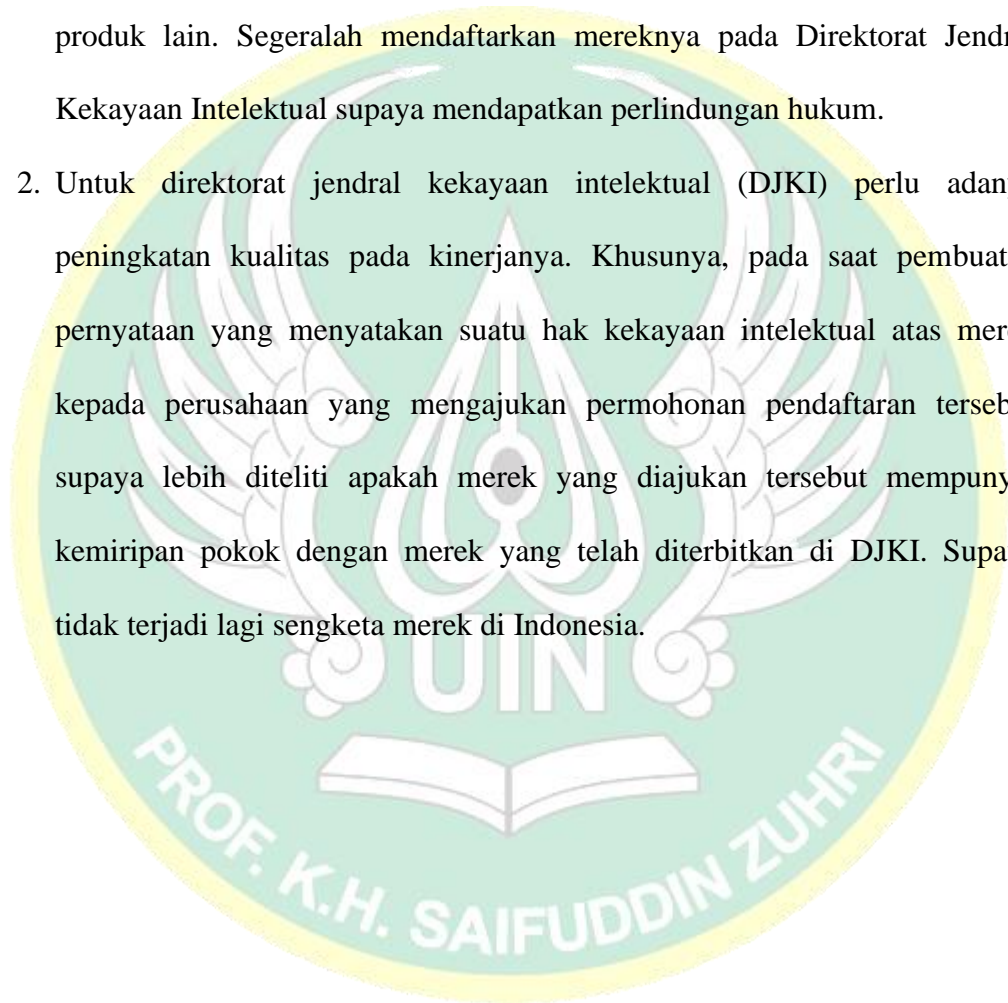 produk lain. Segeralah mendaftarkan mereknya pada Direktorat Jendr
Kekayaan Intelektual supaya mendapatkan perlindungan hukum.
2. Untuk direktorat jendral kekayaan intelektual (DJKI) perlu adan
peningkatan kualitas pada kinerjanya. Khusunya, pada saat pembuat
pernyataan yang menyatakan suatu hak kekayaan intelektual atas mer
kepada perusahaan yang mengajukan permohonan pendaftaran terseb
supaya lebih diteliti apakah merek yang diajukan tersebut mempuny
kemiripan pokok dengan merek yang telah diterbitkan di DJKI. Supa
tidak terjadi lagi sengketa merek di Indonesia.
UIN
PROF. K.H. SAIFUDDIN ZUHRI